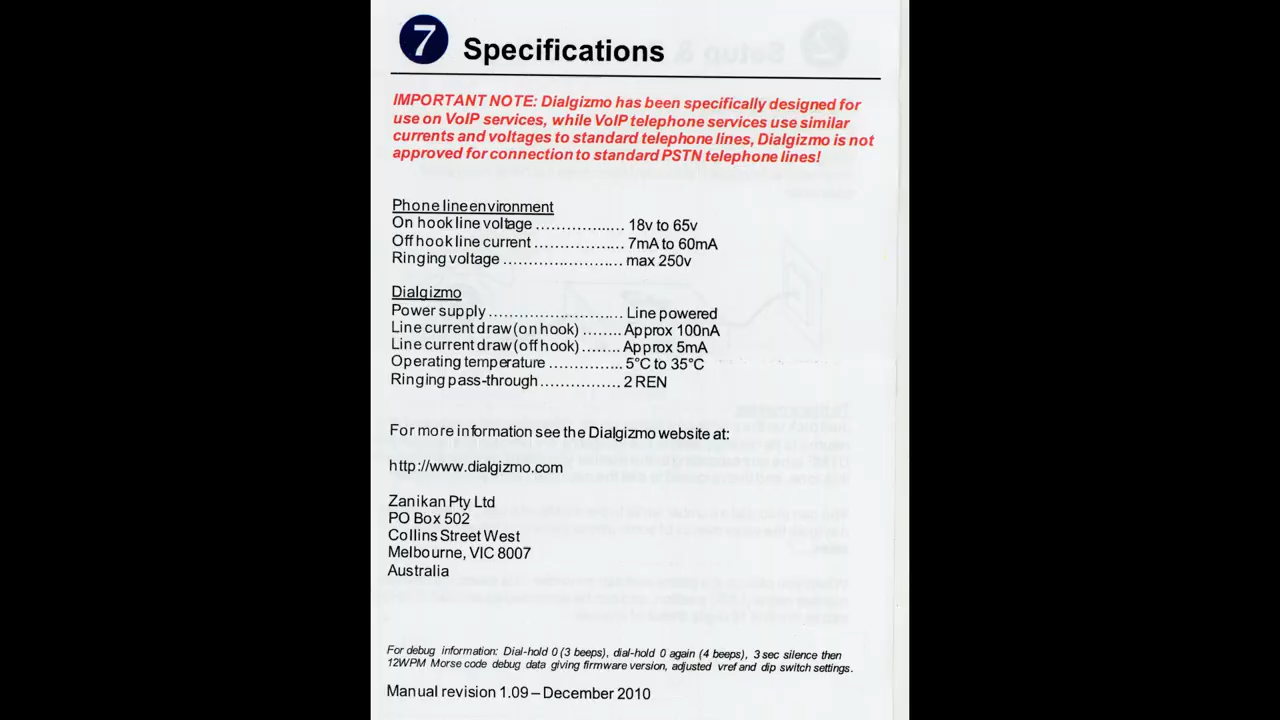 7 Specifications
IMPORTANT NOTE: Dialgizmo has been specifically designed for
use on VoIP services, while VoIP telephone services use similar
currents and voltages to standard telephone lines, Dialgizmo is not
approved for connection to standard PSTN telephone lines!
Phone line environment
On hook line voltage .................... 18v to 65v
Off hook line current .................. 7mA to 60mA
Ringing voltage ........................ max 250v
Dialgizmo
Power supply ........................... Line powered
Line current draw (on hook) ........ Approx 100nA
Line current draw (off hook) ........ Approx 5mA
Operating temperature ............... 5°C to 35°C
Ringing pass-through ................ 2 REN
For more information see the Dialgizmo website at:
http://www.dialgizmo.com
Zanikan Pty Ltd
PO Box 502
Collins Street West
Melbourne, VIC 8007
Australia
For debug information: Dial-hold 0 (3 beeps), dial-hold 0 again (4 beeps), 3 sec silence then
12WPM Morse code debug data giving firmware version, adjusted vref and dip switch settings.
Manual revision 1.09 – December 2010